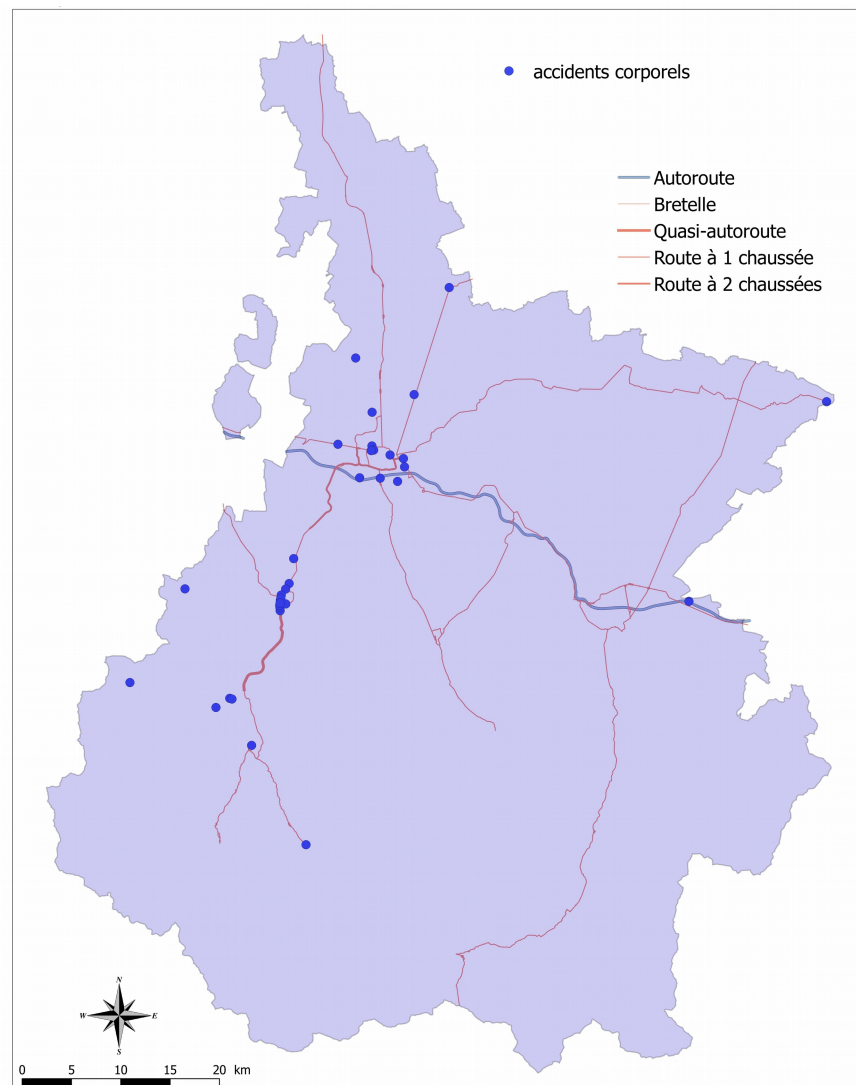 accidents corporels
Autoroute
Bretelle
Quasi-autoroute
Route à 1 chaussée
Route à 2 chaussées
N
W E
S
0 5 10 15 20 km